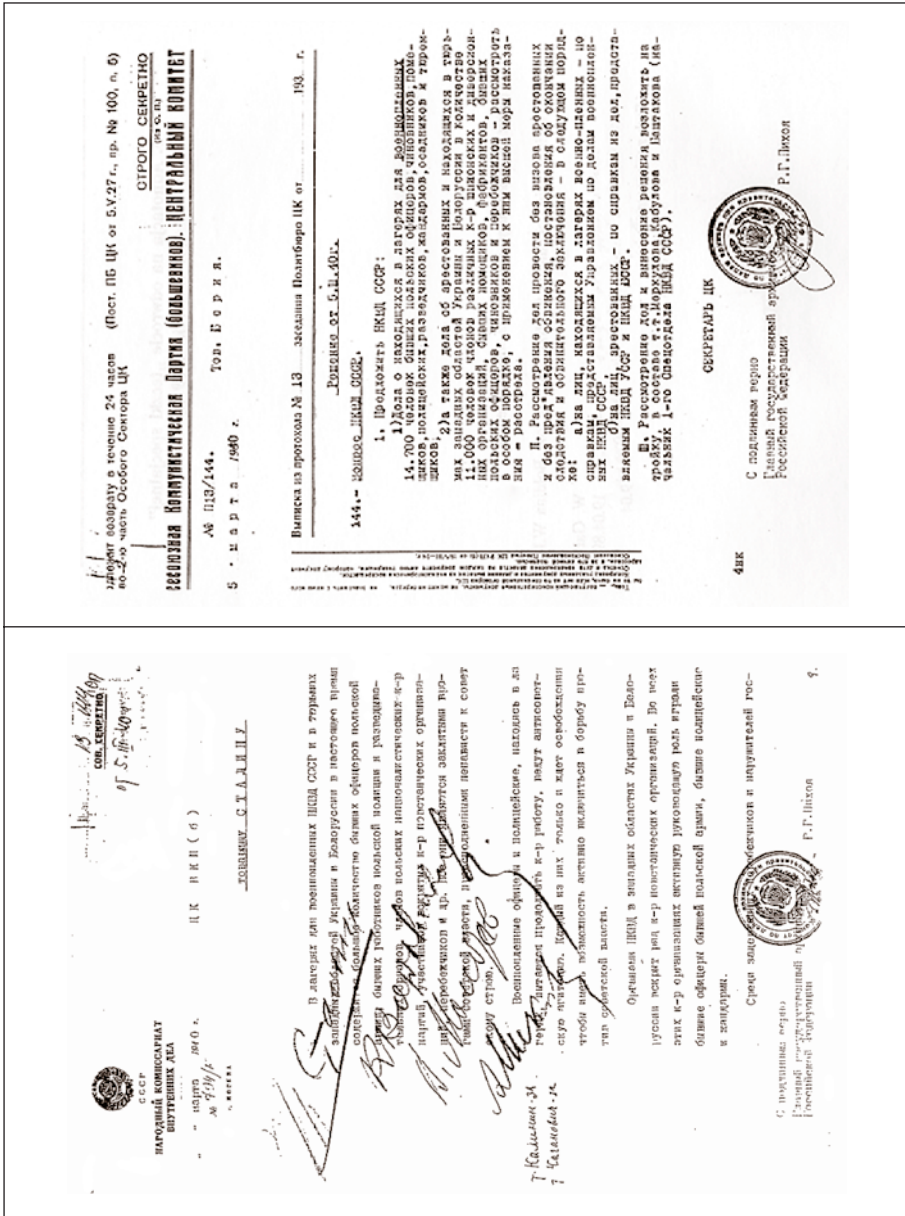 Подлежит возврату в течение 24 часов
во 2-ю часть Особого Сектора ЦК
(Пост. ПБ ЦК от 5.V.27 г., пр. № 100, п. 5)
СТРОГО СЕКРЕТНО
(Из О. П.)
Всесоюзная Коммунистическая Партия (большевиков). ЦЕНТРАЛЬНЫЙ КОМИТЕТ
№ П13/144.
Тов. Берия.
5 марта 1940 г.
Выписка из протокола № 13 заседания Политбюро ЦК от 193 г.
Решение от 5.Ш.40г.
144.- Вопрос НКВД СССР.
1. Предложить НКВД СССР:
1) Дела о находящихся в лагерях для военнопленных
14.700 человек бывших польских офицеров, чиновников, поме-
щиков, полицейских, разведчиков, жандармов, осадников и тюрем-
щиков,
2) а также дела об арестованных и находящихся в тюрь-
мах западных областей Украины и Белоруссии в количестве
11.000 человек членов различных к-р шпионских и диверсион-
ных организаций, бывших помещиков, фабрикантов, бывших
польских офицеров, чиновников и перебежчиков - рассмотреть
в особом порядке, с применением к ним высшей меры наказа-
ния - расстрела.
П. Рассмотрение дел провести без вызова арестованных
и без предъявления обвинения, постановления об окончании
следствия и обвинительного заключения - в следующем поряд-
ке:
а) на лиц, находящихся в лагерях военно-пленных - по
справкам, представляемым Управлением по делам военноплен-
ных НКВД СССР,
б) на лиц, арестованных - по справкам из дел, предста-
вляемым НКВД УССР и НКВД БССР.
Ш. Рассмотрение дел и вынесение решения возложить на
тройку в составе т.т. Меркулова, Кабулова и Баштакова (на-
чальник 1-го Спецотдела НКВД СССР).
СЕКРЕТАРЬ ЦК
С подлинным верно
Главный государственный
Российской Федерации
Р.Г.Пихоя
4нк
СССР
НАРОДНЫЙ КОМИССАРИАТ
ВНУТРЕННИХ ДЕЛ
марта 1940 г.
№ 794/Б
г. МОСКВА
СОВ. СЕКРЕТНО
от 5.III-40
ЦК ВКП (б)
товарищу СТАЛИНУ
В лагерях для военнопленных НКВД СССР и в тюрьмах
западных областей Украины и Белоруссии в настоящее время
содержится большое количество бывших офицеров польской
армии, бывших работников польской полиции и разведыва-
тельных органов, членов польских националистических к-р
партий, участников вскрытых к-р повстанческих организа-
ций, перебежчиков и др. Все они являются заклятыми вра-
гами советской власти, преисполненными ненависти к совет
скому строю.
Военнопленные офицеры и полицейские, находясь в ла
герях, пытаются продолжать к-р работу, ведут антисовет-
скую агитацию. Каждый из них только и ждет освобождения
чтобы иметь возможность активно включиться в борьбу про-
тив советской власти.
Органами НКВД в западных областях Украины и Бело-
руссии вскрыт ряд к-р повстанческих организаций. Во всех
этих к-р организациях активную руководящую роль играли
бывшие офицеры бывшей польской армии, бывшие полицейские
и жандармы.
Среди перебежчиков и нарушителей гос-
т. Калинин - за
т. Каганович - за
С подлинным верно
Главный государственный
Российской Федерации
Р.Г.Пихоя